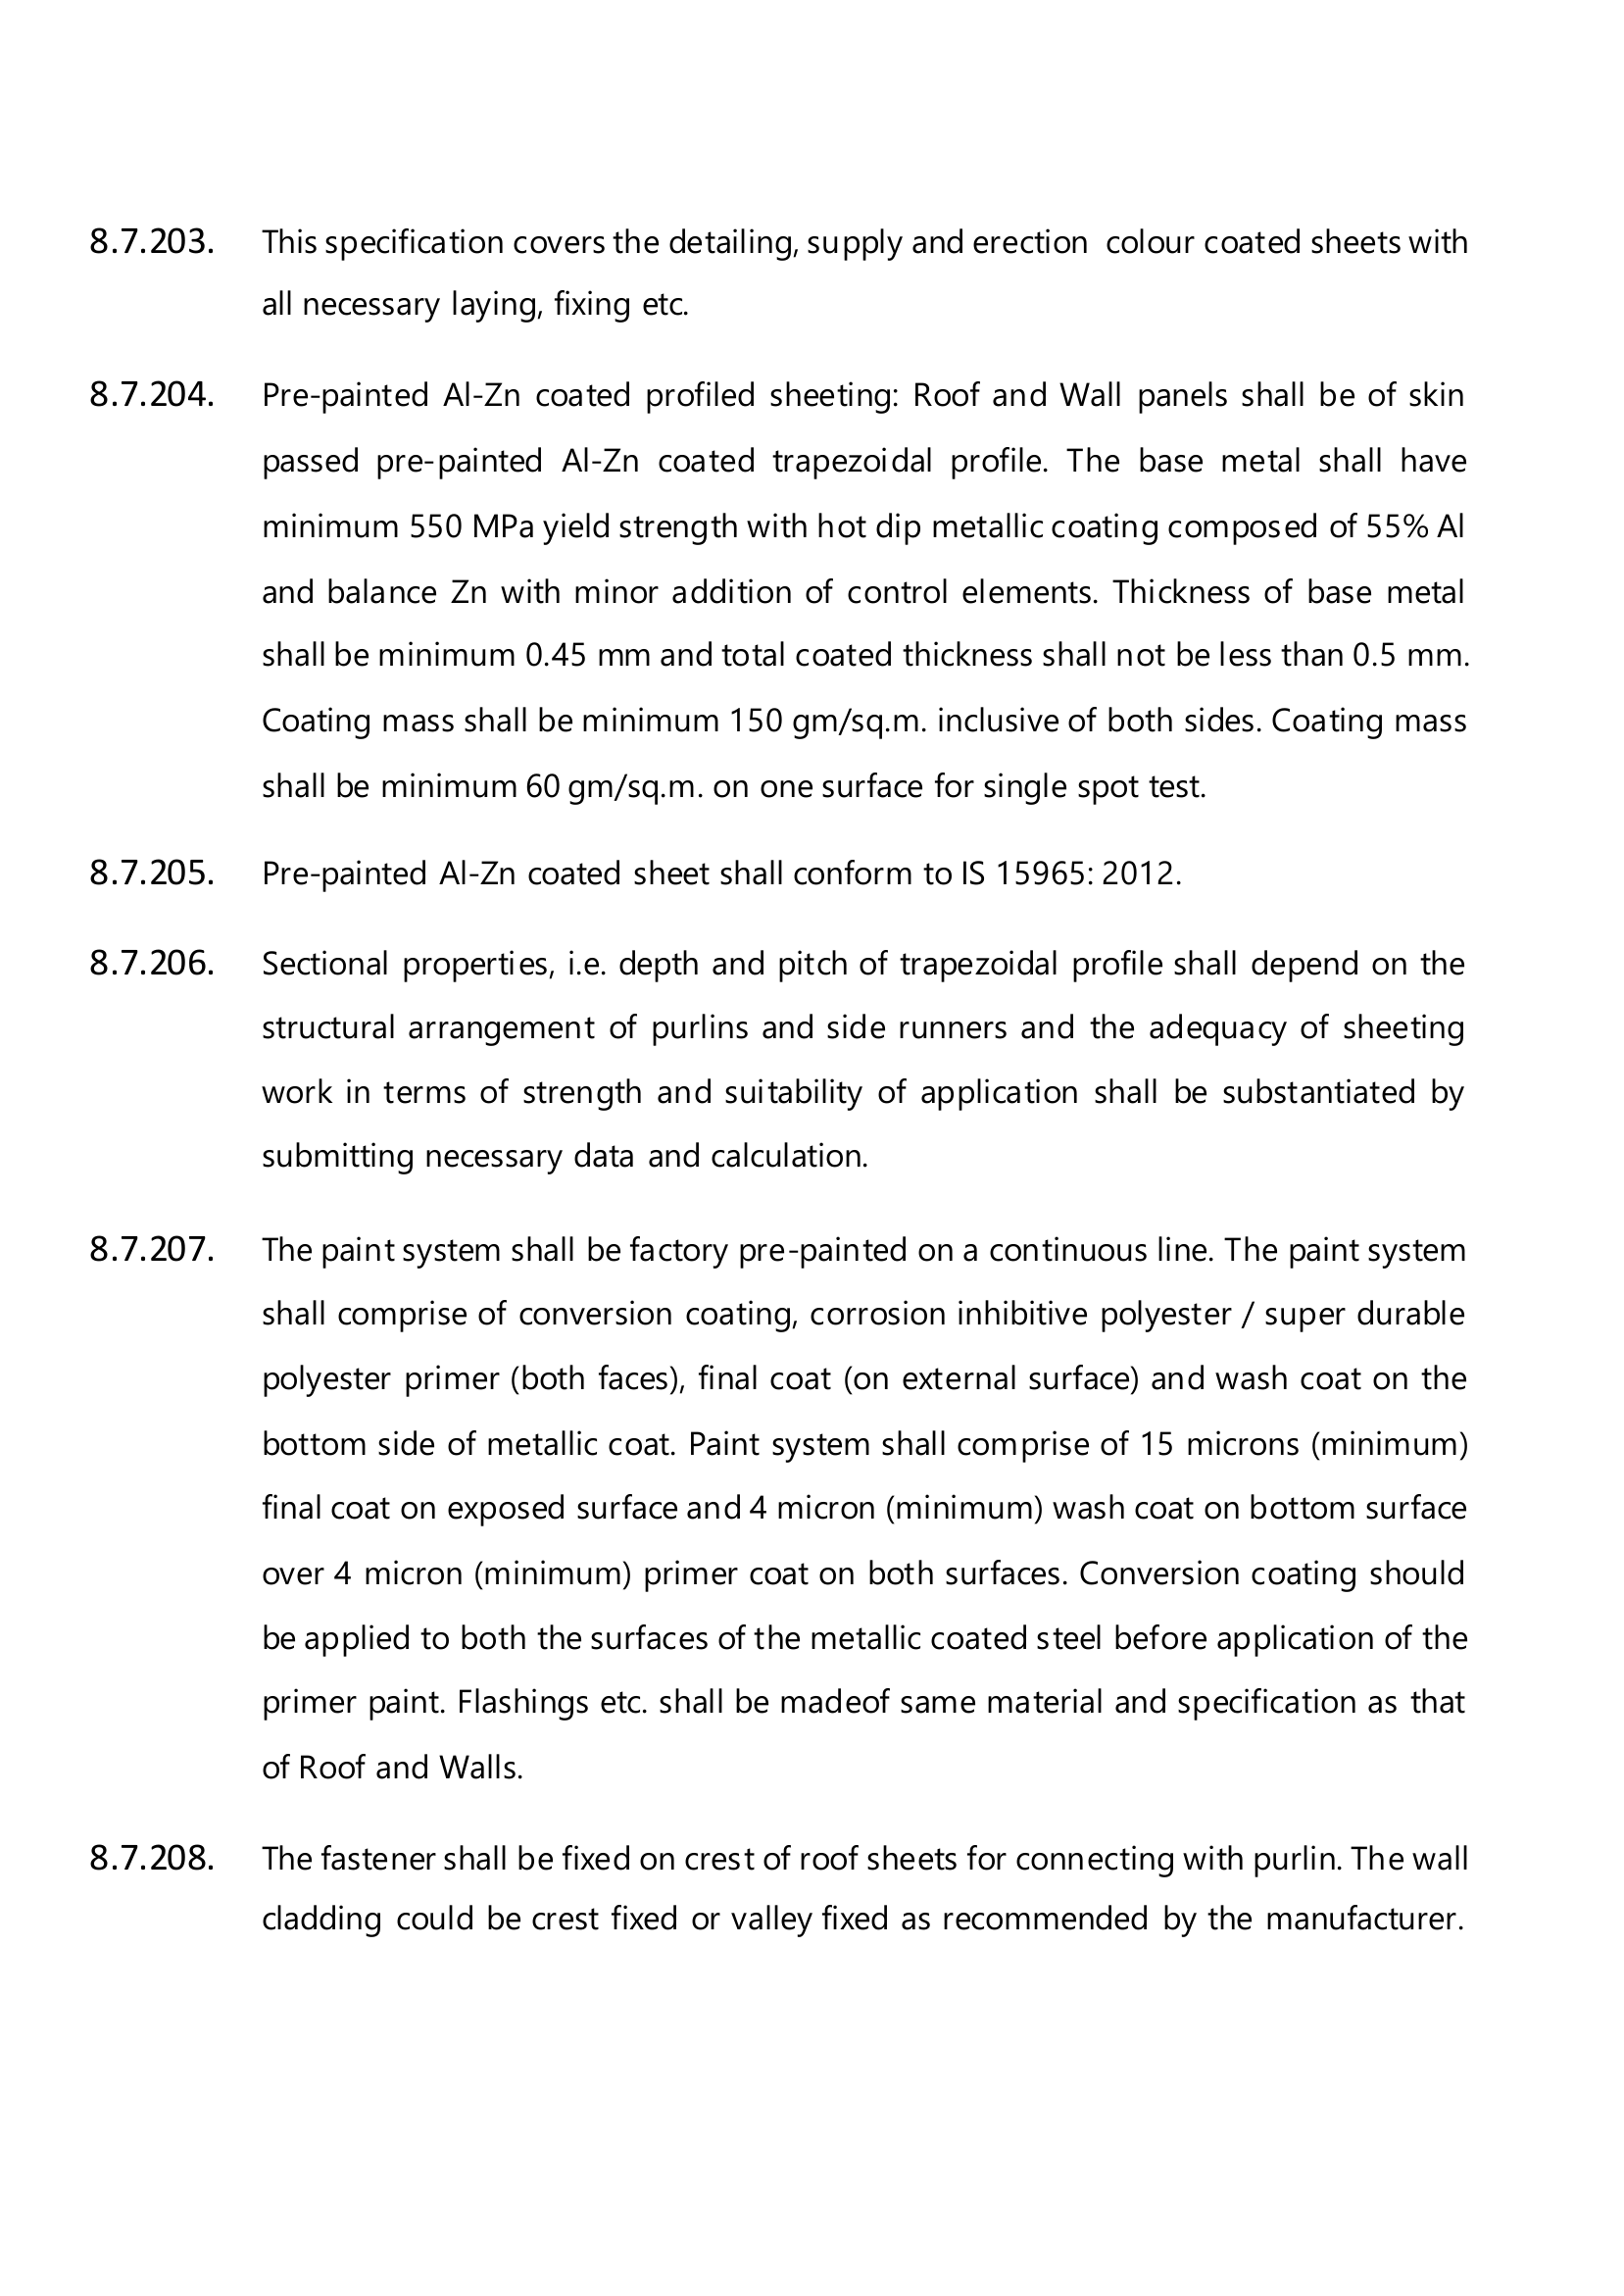 8.7.203. This specification covers the detailing, supply and erection colour coated sheets with
all necessary laying, fixing etc.
8.7.204. Pre-painted Al-Zn coated profiled sheeting: Roof and Wall panels shall be of skin
passed pre-painted Al-Zn coated trapezoidal profile. The base metal shall have
minimum 550 MPa yield strength with hot dip metallic coating composed of 55% Al
and balance Zn with minor addition of control elements. Thickness of base metal
shall be minimum 0.45 mm and total coated thickness shall not be less than 0.5 mm.
Coating mass shall be minimum 150 gm/sq.m. inclusive of both sides. Coating mass
shall be minimum 60 gm/sq.m. on one surface for single spot test.
8.7.205. Pre-painted Al-Zn coated sheet shall conform to IS 15965: 2012.
8.7.206. Sectional properties, i.e. depth and pitch of trapezoidal profile shall depend on the
structural arrangement of purlins and side runners and the adequacy of sheeting
work in terms of strength and suitability of application shall be substantiated by
submitting necessary data and calculation.
8.7.207. The paint system shall be factory pre-painted on a continuous line. The paint system
shall comprise of conversion coating, corrosion inhibitive polyester / super durable
polyester primer (both faces), final coat (on external surface) and wash coat on the
bottom side of metallic coat. Paint system shall comprise of 15 microns (minimum)
final coat on exposed surface and 4 micron (minimum) wash coat on bottom surface
over 4 micron (minimum) primer coat on both surfaces. Conversion coating should
be applied to both the surfaces of the metallic coated steel before application of the
primer paint. Flashings etc. shall be madeof same material and specification as that
of Roof and Walls.
8.7.208. The fastener shall be fixed on crest of roof sheets for connecting with purlin. The wall
cladding could be crest fixed or valley fixed as recommended by the manufacturer.